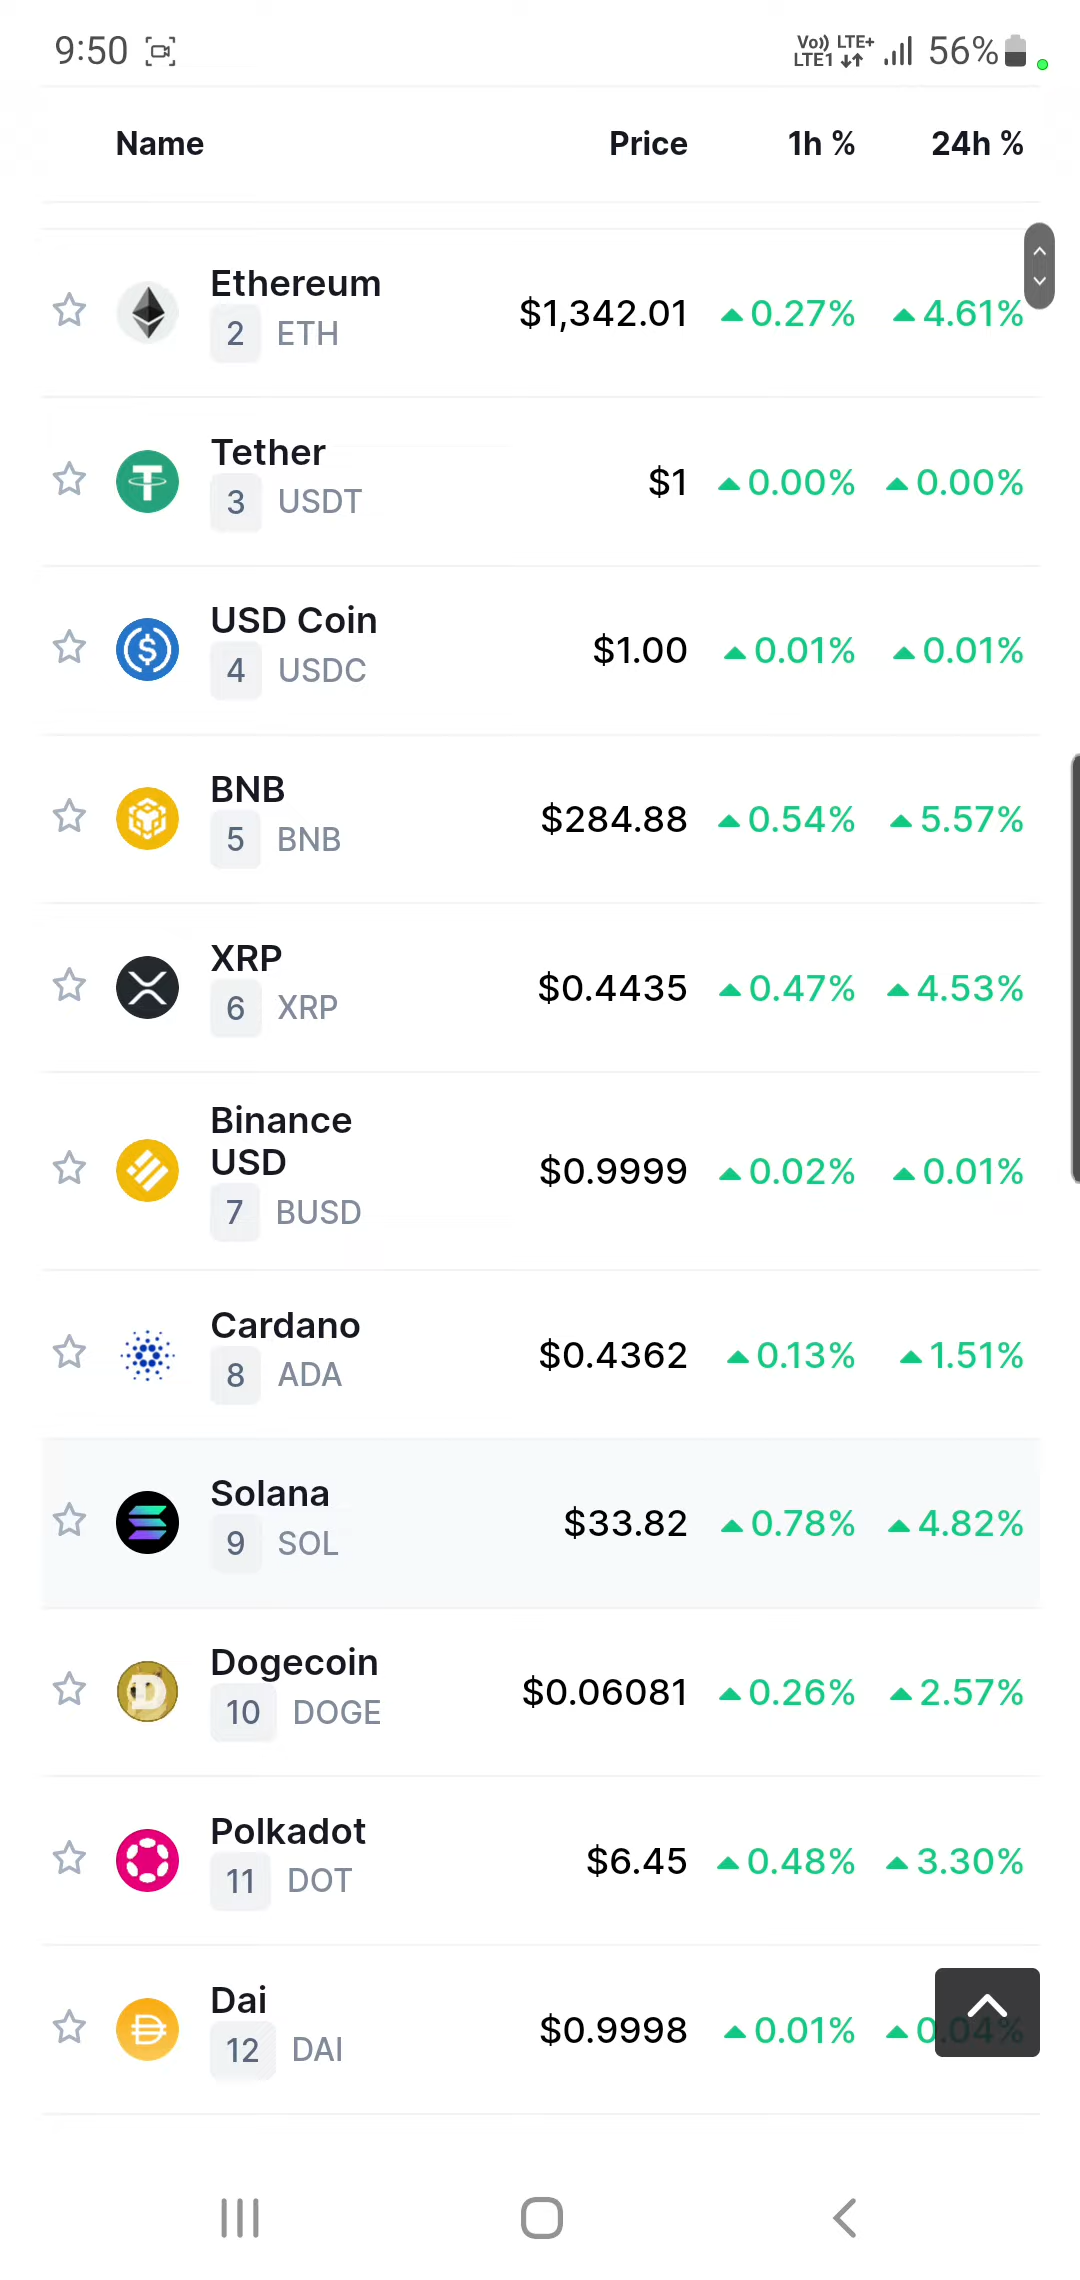 9:50 Vo)) LTE+ LTE1 56%
Name Price 1h % 24h %
Ethereum
2 ETH $1,342.01 0.27% 4.61%
Tether
3 USDT $1 0.00% 0.00%
USD Coin
4 USDC $1.00 0.01% 0.01%
BNB
5 BNB $284.88 0.54% 5.57%
XRP
6 XRP $0.4435 0.47% 4.53%
Binance
USD
7 BUSD $0.9999 0.02% 0.01%
Cardano
8 ADA $0.4362 0.13% 1.51%
Solana
9 SOL $33.82 0.78% 4.82%
Dogecoin
10 DOGE $0.06081 0.26% 2.57%
Polkadot
11 DOT $6.45 0.48% 3.30%
Dai
12 DAI $0.9998 0.01% 0.04%